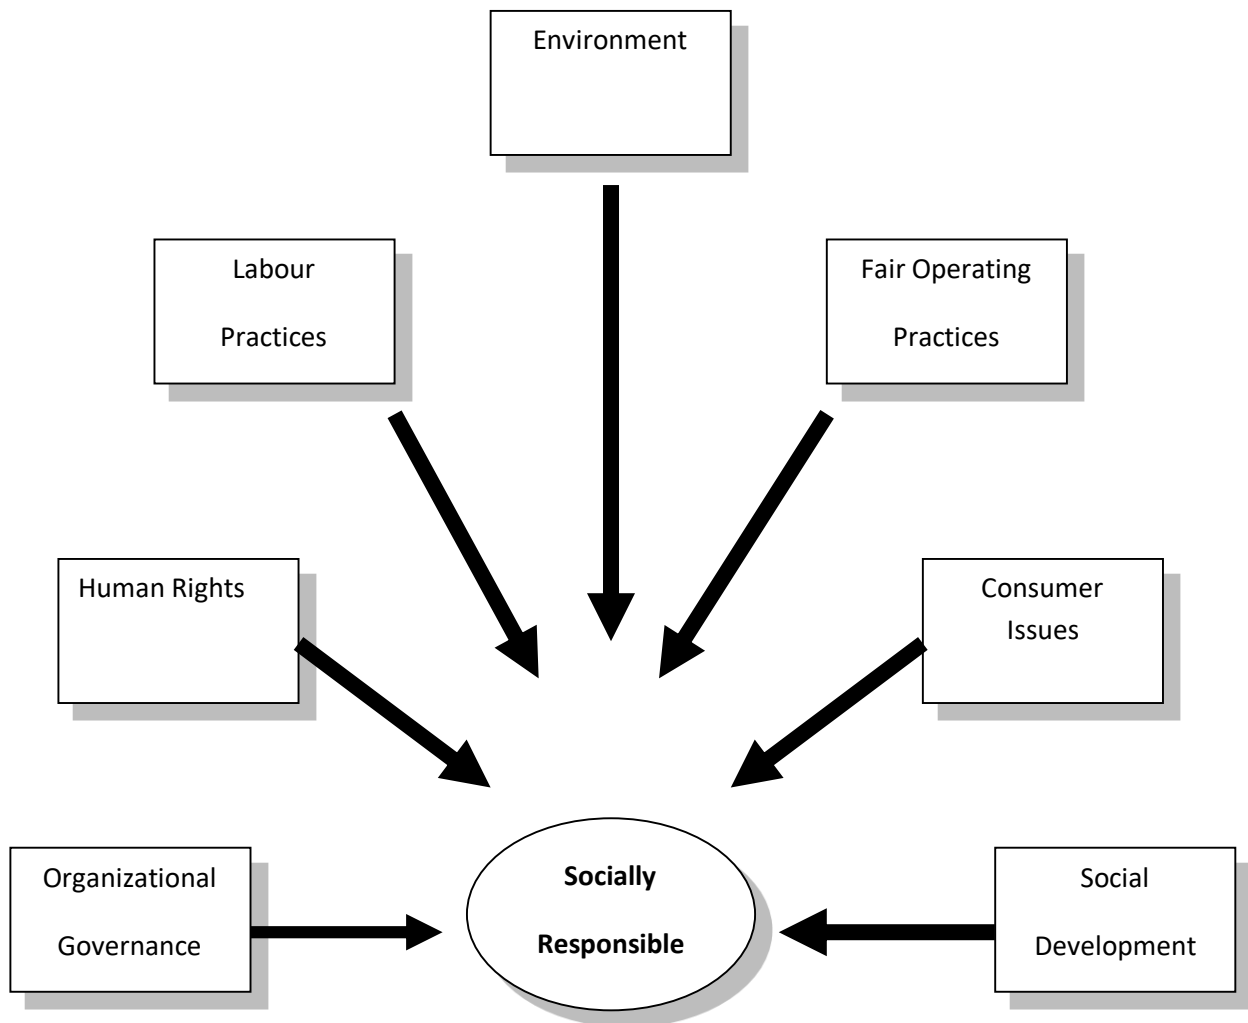 Environment
Labour
Practices
Fair Operating
Practices
Human Rights
Consumer
Issues
Organizational
Governance
Socially
Responsible
Social
Development